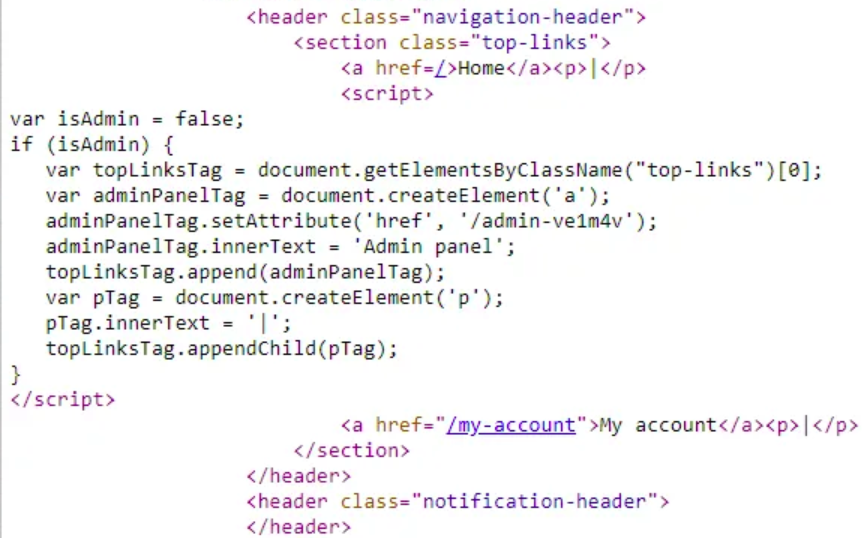 <header class="navigation-header">
<section class="top-links">
<a href=/>Home</a><p>|</p>
<script>
var isAdmin = false;
if (isAdmin) {
var topLinksTag = document.getElementsByClassName("top-links")[0];
var adminPanelTag = document.createElement('a');
adminPanelTag.setAttribute('href', '/admin-ve1m4v');
adminPanelTag.innerText = 'Admin panel';
topLinksTag.append(adminPanelTag);
var pTag = document.createElement('p');
pTag.innerText = '|';
topLinksTag.appendChild(pTag);
}
</script>
<a href="/my-account">My account</a><p>|</p>
</section>
</header>
<header class="notification-header">
</header>